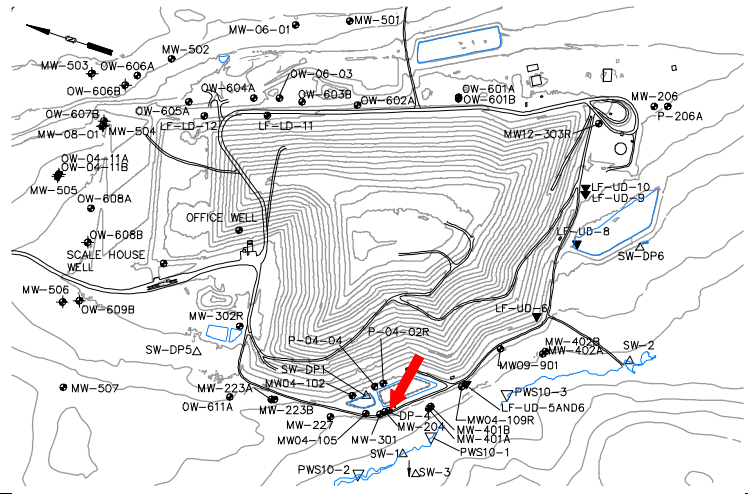 MW-06-01
MW-501
MW-502
MW-503
OW-606A
OW-606B
OW-604A
OW-06-03
OW-603B
OW-602A
OW-601A
OW-601B
MW-206
P-206A
OW-605A
LF-LD-12
LF-LD-11
OW-607B
MW-08-01
MW-504
MW12-303R
OW-04-11A
OW-04-11B
MW-505
OW-608A
LF-UD-10
LF-UD-9
OFFICE WELL
LF-UD-8
SW-DP6
OW-608B
SCALE HOUSE
WELL
MW-506
OW-609B
MW-302R
LF-UD-6
P-04-04
P-04-02R
MW-402B
MW-402A
SW-2
SW-DP5
SW-DP1
MW09-901
MW-507
MW-223A
MW04-102
OW-611A
MW-223B
PWS10-3
LF-UD-5AND6
MW04-109R
MW-227
DP-4
MW-204
MW-401B
MW-401A
MW04-105
MW-301
PWS10-1
SW-1
PWS10-2
SW-3